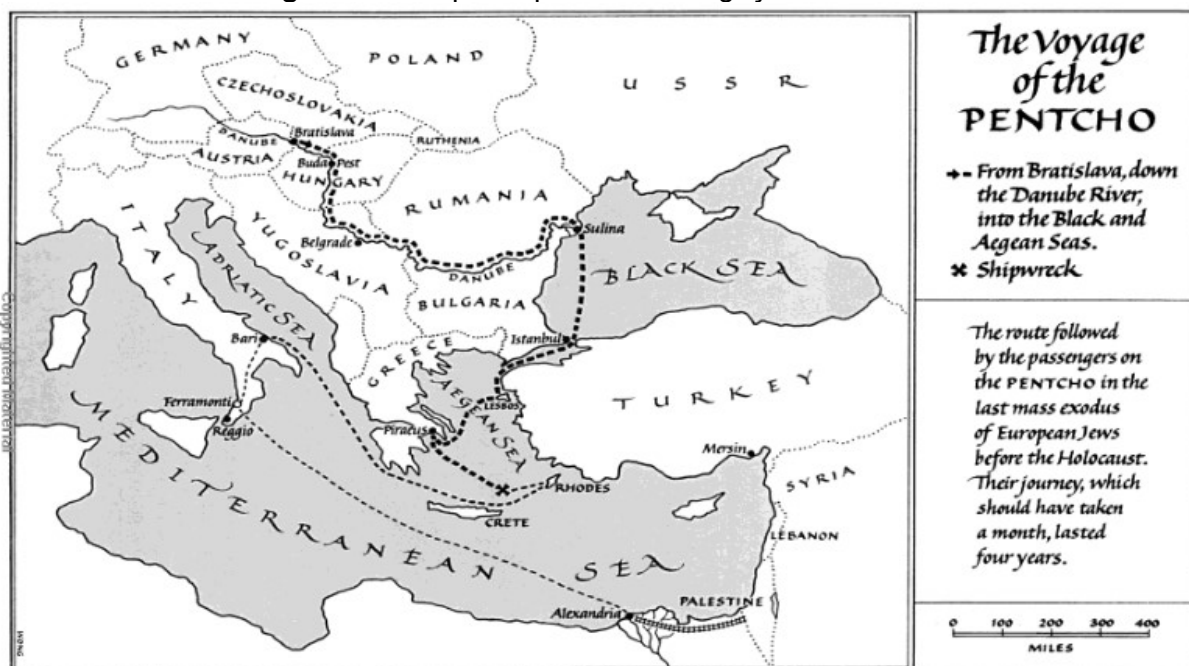 GERMANY
POLAND
USSR
CZECHOSLOVAKIA
Bratislava
DANUBE
RUTHENIA
AUSTRIA
Buda Pest
HUNGARY
RUMANIA
ITALY
YUGOSLAVIA
Belgrade
Sulina
ADRIATIC SEA
DANUBE
BLACK SEA
BULGARIA
Bari
Istanbul
GREECE
TURKEY
AEGEAN SEA
LESBOS
Ferramonti
Reggio
Piraeus
Mersin
SYRIA
RHODES
CRETE
MEDITERRANEAN SEA
LEBANON
PALESTINE
Alexandria
WONG
Copyrighted Material
The Voyage
of the
PENTCHO
From Bratislava, down
the Danube River,
into the Black and
Aegean Seas.
Shipwreck
The route followed
by the passengers on
the PENTCHO in the
last mass exodus
of European Jews
before the Holocaust.
Their journey, which
should have taken
a month, lasted
four years.
0 100 200 300 400
MILES